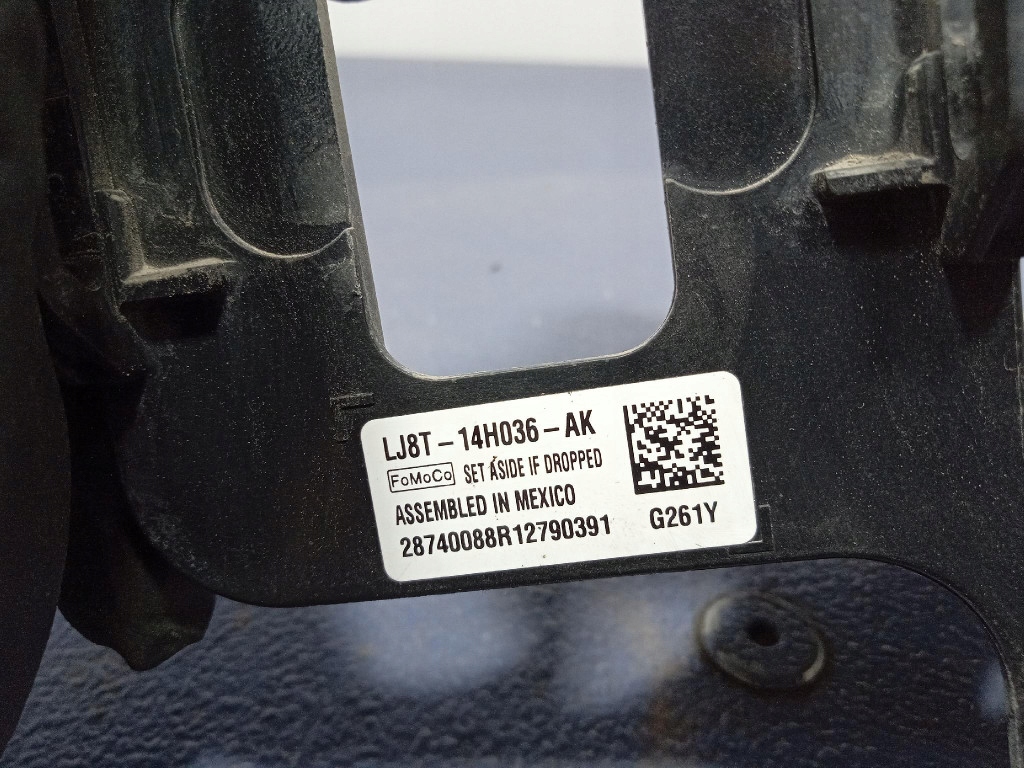 LJ8T-14H036-AK
FoMoCo SET ASIDE IF DROPPED
ASSEMBLED IN MEXICO
28740088R12790391 G261Y